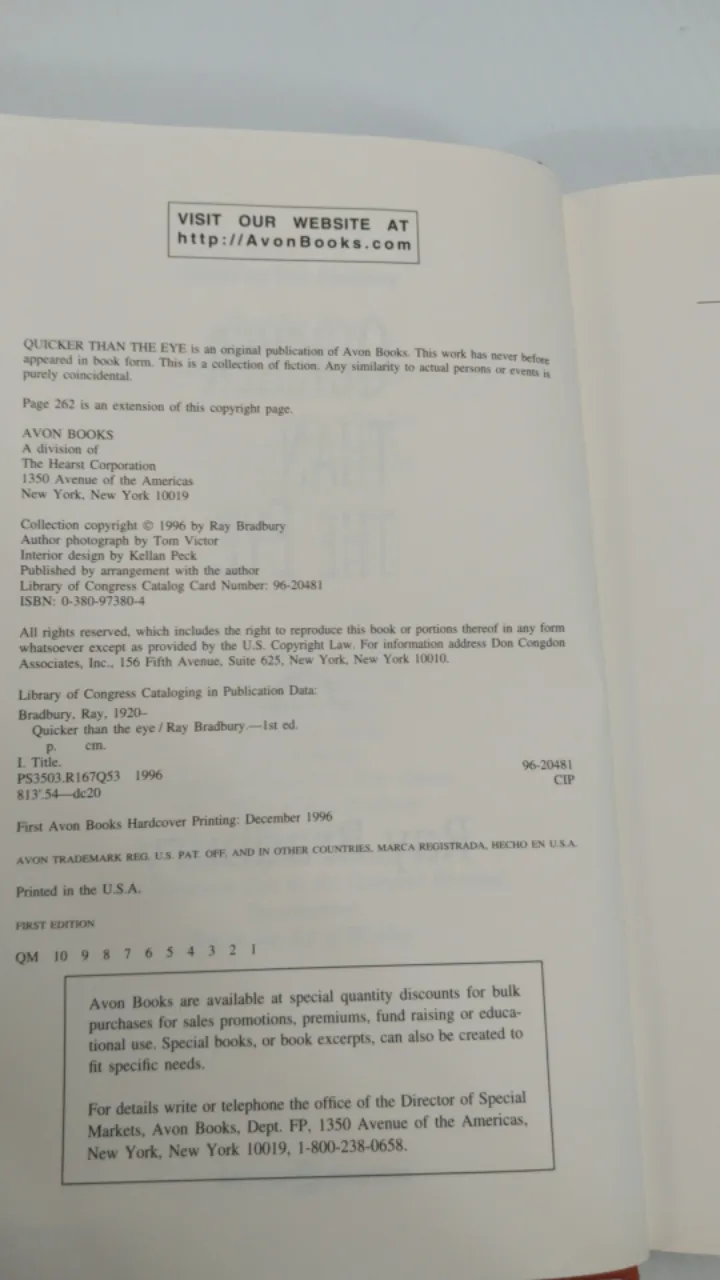 VISIT OUR WEBSITE AT
http://AvonBooks.com
QUICKER THAN THE EYE is an original publication of Avon Books. This work has never before
appeared in book form. This is a collection of fiction. Any similarity to actual persons or events is
purely coincidental.
Page 262 is an extension of this copyright page.
AVON BOOKS
A division of
The Hearst Corporation
1350 Avenue of the Americas
New York, New York 10019
Collection copyright © 1996 by Ray Bradbury
Author photograph by Tom Victor
Interior design by Kellan Peck
Published by arrangement with the author
Library of Congress Catalog Card Number: 96-20481
ISBN: 0-380-97380-4
All rights reserved, which includes the right to reproduce this book or portions thereof in any form
whatsoever except as provided by the U.S. Copyright Law. For information address Don Congdon
Associates, Inc., 156 Fifth Avenue, Suite 625, New York, New York 10010.
Library of Congress Cataloging in Publication Data:
Bradbury, Ray, 1920–
Quicker than the eye / Ray Bradbury.—1st ed.
p. cm.
I. Title.
PS3503.R167Q53 1996 96-20481
813'.54—dc20 CIP
First Avon Books Hardcover Printing: December 1996
AVON TRADEMARK REG. U.S. PAT. OFF. AND IN OTHER COUNTRIES, MARCA REGISTRADA, HECHO EN U.S.A.
Printed in the U.S.A.
FIRST EDITION
QM 10 9 8 7 6 5 4 3 2 1
Avon Books are available at special quantity discounts for bulk
purchases for sales promotions, premiums, fund raising or educa-
tional use. Special books, or book excerpts, can also be created to
fit specific needs.
For details write or telephone the office of the Director of Special
Markets, Avon Books, Dept. FP, 1350 Avenue of the Americas,
New York, New York 10019, 1-800-238-0658.